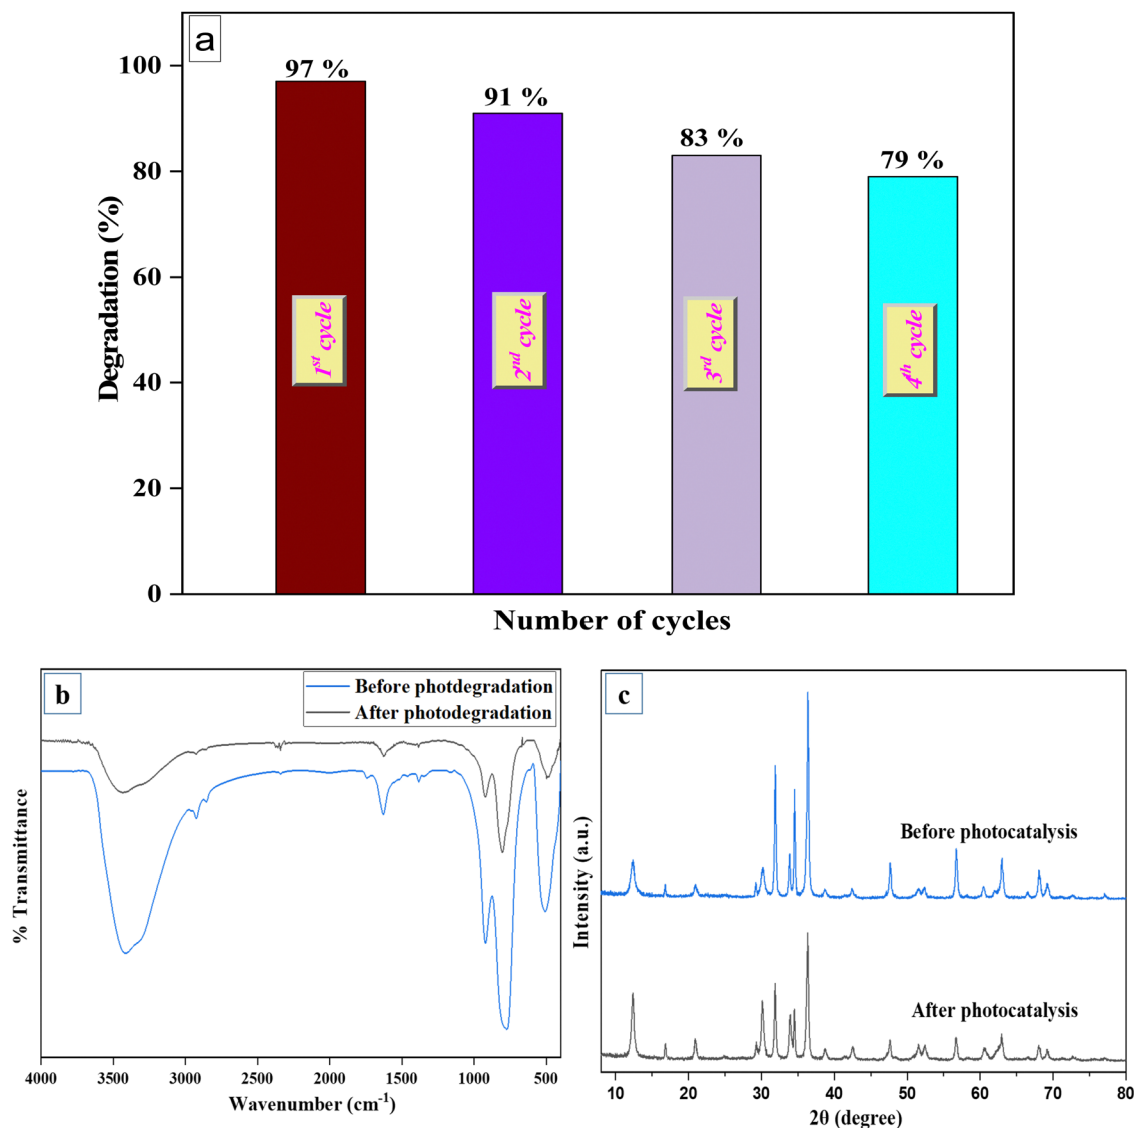 a
97 %
91 %
83 %
79 %
100
80
60
40
20
0
Degradation (%)
1st cycle
2nd cycle
3rd cycle
4th cycle
Number of cycles
b
Before photdegradation
After photodegradation
% Transmittance
4000 3500 3000 2500 2000 1500 1000 500
Wavenumber (cm-1)
c
Before photocatalysis
After photocatalysis
Intensity (a.u.)
10 20 30 40 50 60 70 80
2θ (degree)